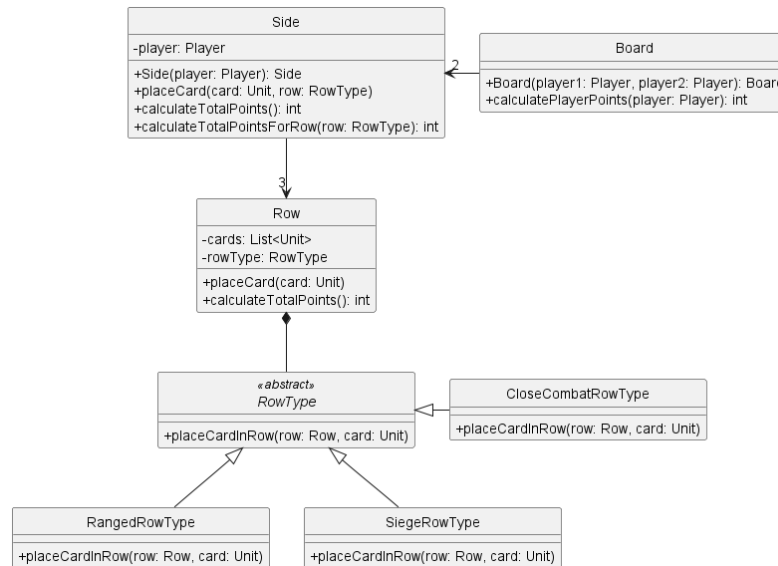 Side
-player: Player
+Side(player: Player): Side
+placeCard(card: Unit, row: RowType)
+calculateTotalPoints(): int
+calculateTotalPointsForRow(row: RowType): int
2
Board
+Board(player1: Player, player2: Player): Board
+calculatePlayerPoints(player: Player): int
3
Row
-cards: List<Unit>
-rowType: RowType
+placeCard(card: Unit)
+calculateTotalPoints(): int
«abstract»
RowType
+placeCardInRow(row: Row, card: Unit)
CloseCombatRowType
+placeCardInRow(row: Row, card: Unit)
RangedRowType
+placeCardInRow(row: Row, card: Unit)
SiegeRowType
+placeCardInRow(row: Row, card: Unit)